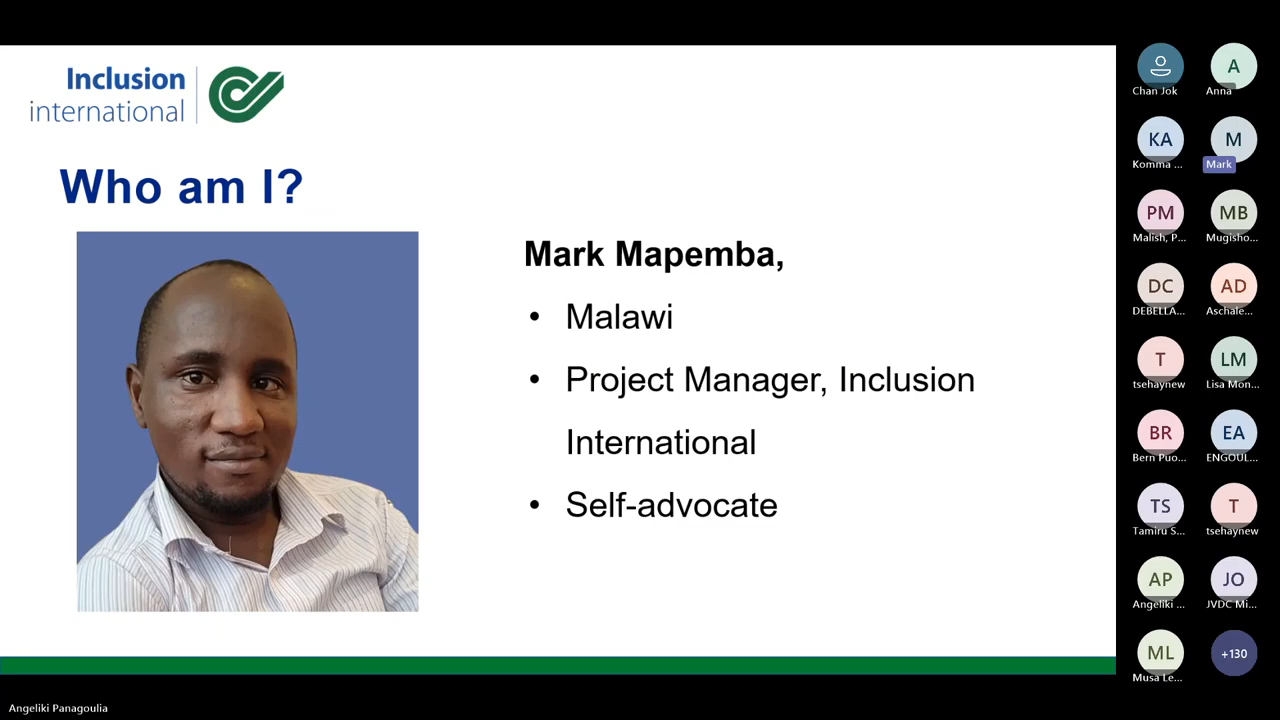 Inclusion
international
Who am I?
Mark Mapemba,
• Malawi
• Project Manager, Inclusion
International
• Self-advocate
Chan Jok
A
Anna
KA
Komma ...
M
Mark
PM
Malish, P...
MB
Mugisho...
DC
DEBELLA...
AD
Aschale...
T
tsehaynew
LM
Lisa Mon...
BR
Bern Puo...
EA
ENGOUL...
TS
Tamiru S...
T
tsehaynew
AP
Angeliki ...
JO
JVDC Mi...
ML
Musa Le...
+130
Angeliki Panagoulia